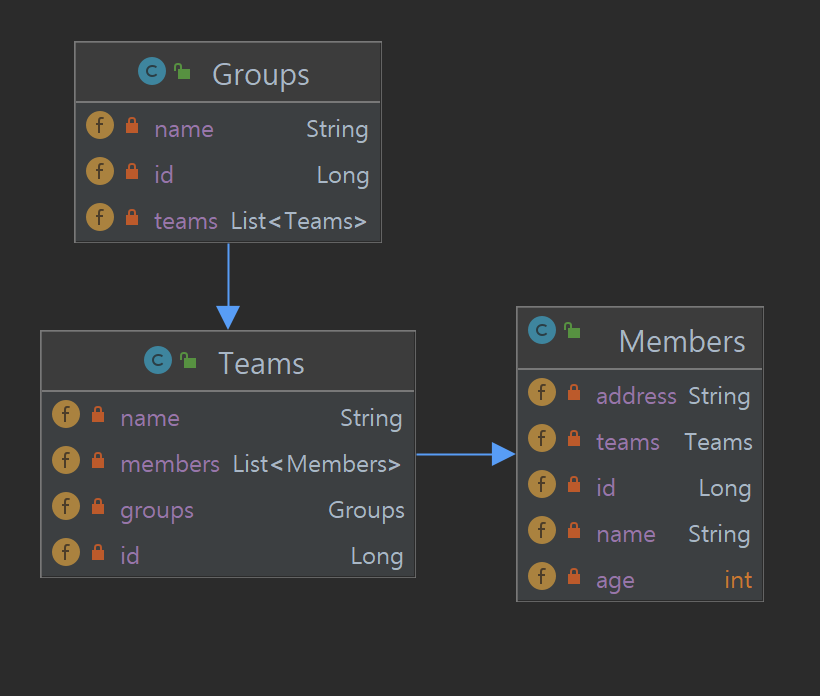 C Groups
f name String
f id Long
f teams List<Teams>
C Teams
f name String
f members List<Members>
f groups Groups
f id Long
C Members
f address String
f teams Teams
f id Long
f name String
f age int